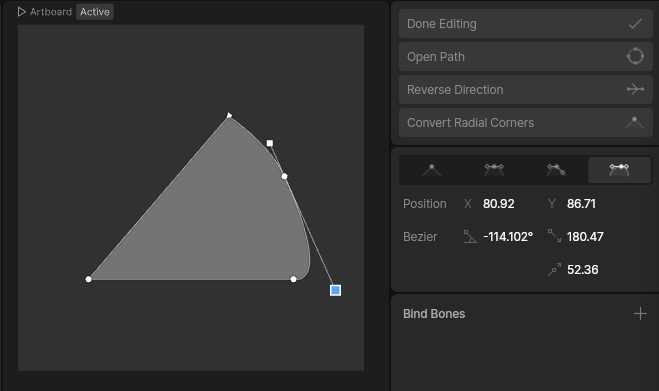 Artboard Active
Done Editing
Open Path
Reverse Direction
Convert Radial Corners
Position X 80.92 Y 86.71
Bezier -114.102° 180.47
52.36
Bind Bones